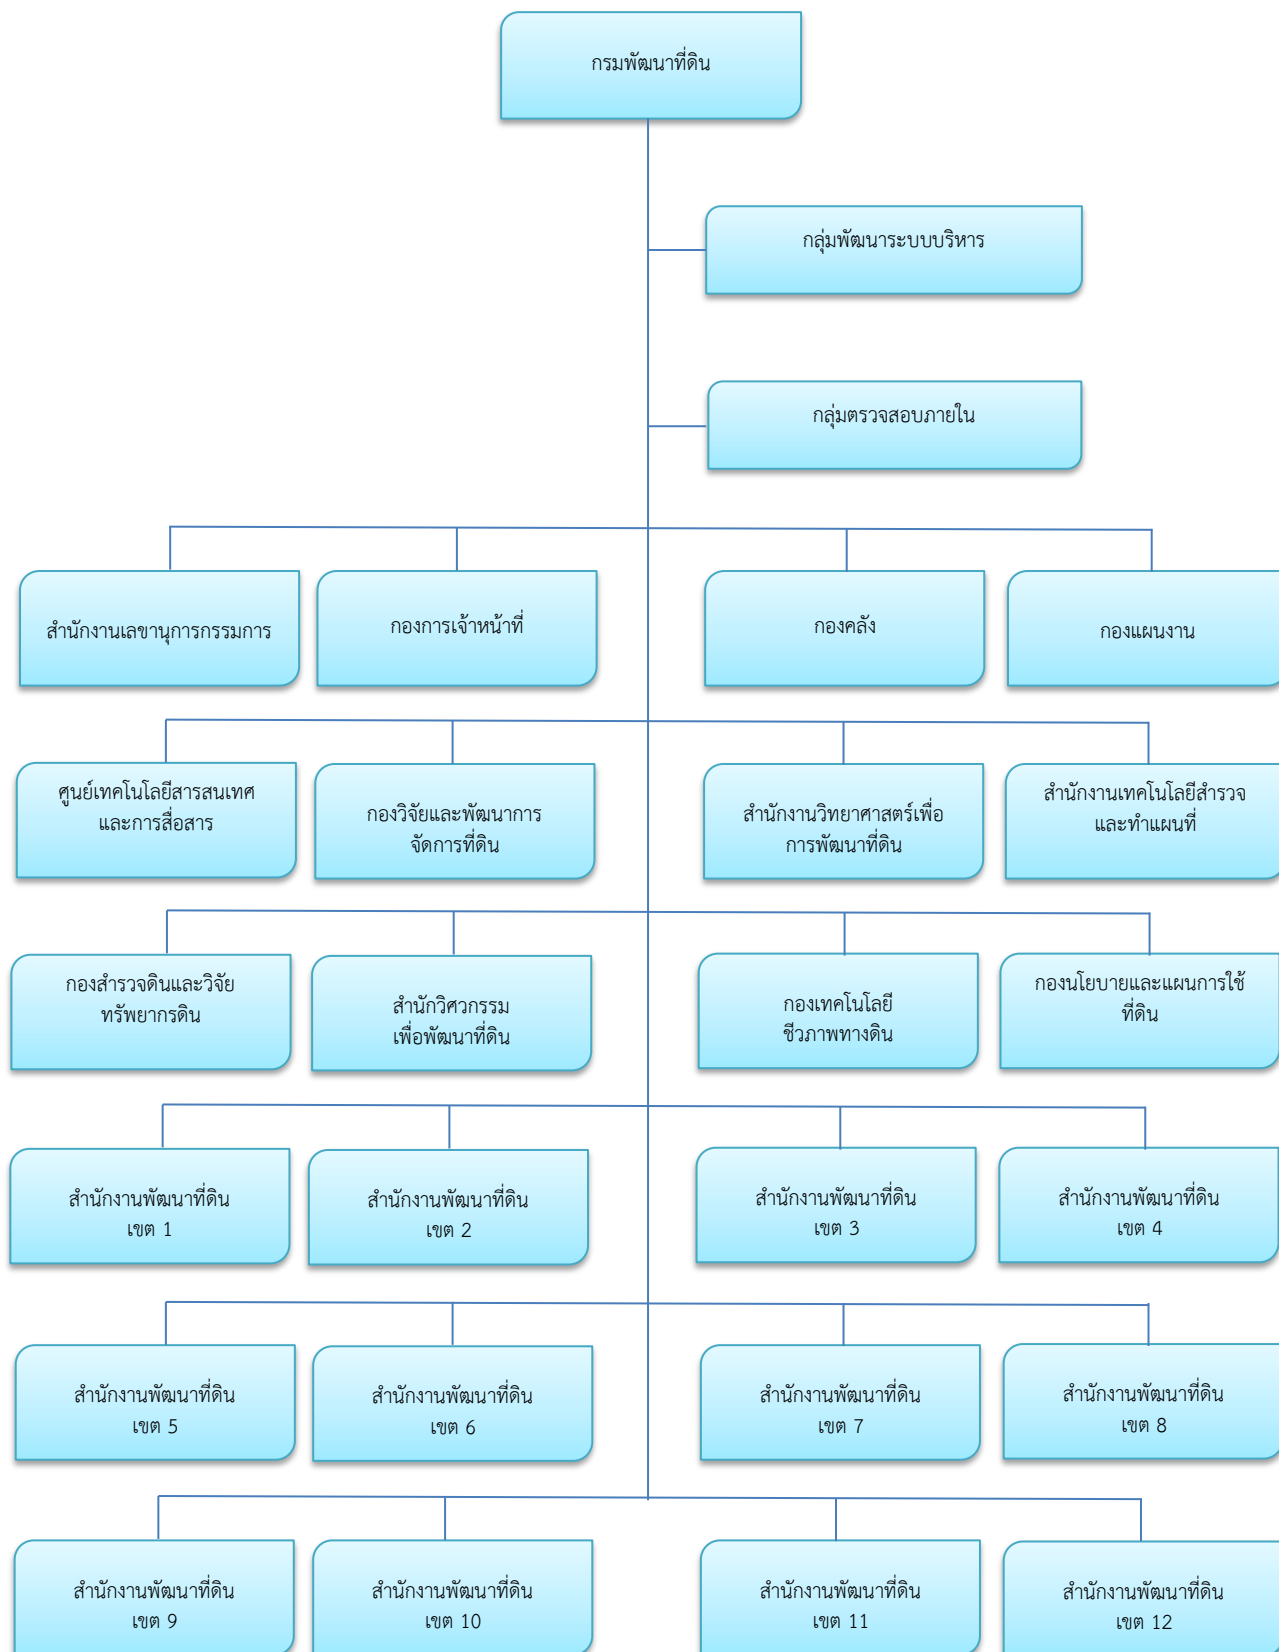 กรมพัฒนาที่ดิน
กลุ่มพัฒนาระบบบริหาร
กลุ่มตรวจสอบภายใน
สำนักงานเลขานุการกรรมการ
กองการเจ้าหน้าที่
กองคลัง
กองแผนงาน
ศูนย์เทคโนโลยีสารสนเทศ
และการสื่อสาร
กองวิจัยและพัฒนาการ
จัดการที่ดิน
สำนักงานวิทยาศาสตร์เพื่อ
การพัฒนาที่ดิน
สำนักงานเทคโนโลยีสำรวจ
และทำแผนที่
กองสำรวจดินและวิจัย
ทรัพยากรดิน
สำนักวิศวกรรม
เพื่อพัฒนาที่ดิน
กองเทคโนโลยี
ชีวภาพทางดิน
กองนโยบายและแผนการใช้
ที่ดิน
สำนักงานพัฒนาที่ดิน
เขต 1
สำนักงานพัฒนาที่ดิน
เขต 2
สำนักงานพัฒนาที่ดิน
เขต 3
สำนักงานพัฒนาที่ดิน
เขต 4
สำนักงานพัฒนาที่ดิน
เขต 5
สำนักงานพัฒนาที่ดิน
เขต 6
สำนักงานพัฒนาที่ดิน
เขต 7
สำนักงานพัฒนาที่ดิน
เขต 8
สำนักงานพัฒนาที่ดิน
เขต 9
สำนักงานพัฒนาที่ดิน
เขต 10
สำนักงานพัฒนาที่ดิน
เขต 11
สำนักงานพัฒนาที่ดิน
เขต 12